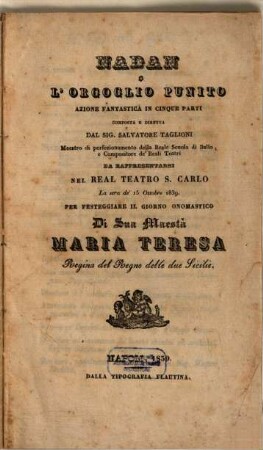 NADAN
O
L'ORGOGLIO PUNITO
AZIONE FANTASTICA IN CINQUE PARTI
COMPOSTA E DIRETTA
DAL SIG. SALVATORE TAGLIONI
Maestro di perfezionamento della Reale Scuola di Ballo,
e Compositore de' Reali Teatri
DA RAPPRESENTARSI
NEL REAL TEATRO S. CARLO
La sera de' 15 Ottobre 1839.
PER FESTEGGIARE IL GIORNO ONOMASTICO
Di Sua Maestà
MARIA TERESA
Regina del Regno delle due Sicilie.
NAPOLI 1839
DALLA TIPOGRAFIA FLAUTINA.